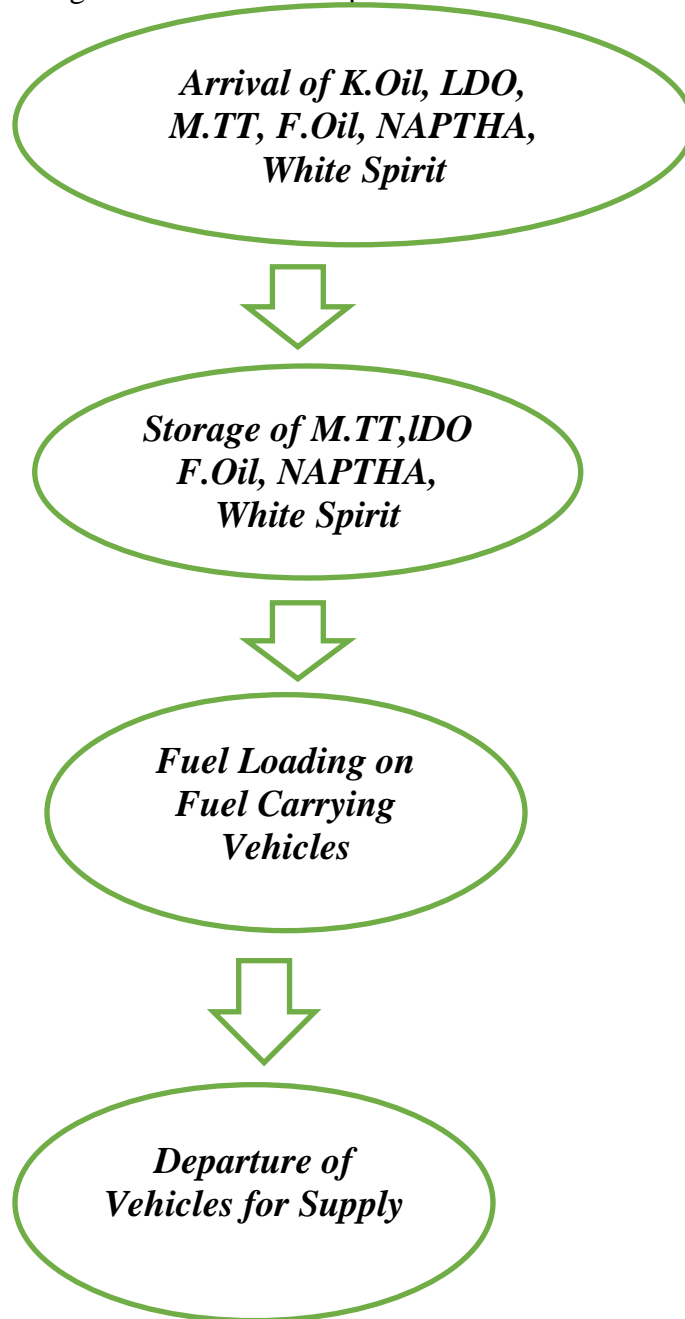 Arrival of K.Oil, LDO,
M.TT, F.Oil, NAPTHA,
White Spirit
Storage of M.TT,lDO
F.Oil, NAPTHA,
White Spirit
Fuel Loading on
Fuel Carrying
Vehicles
Departure of
Vehicles for Supply